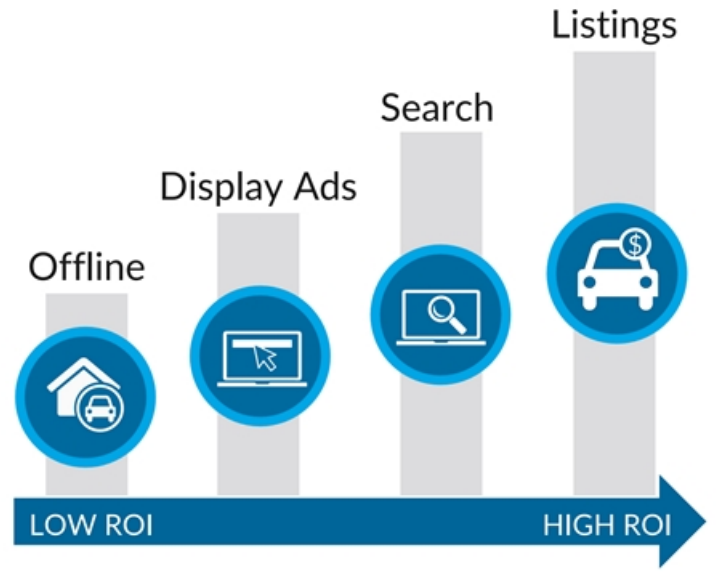 Listings
Search
Display Ads
Offline
$
LOW ROI
HIGH ROI